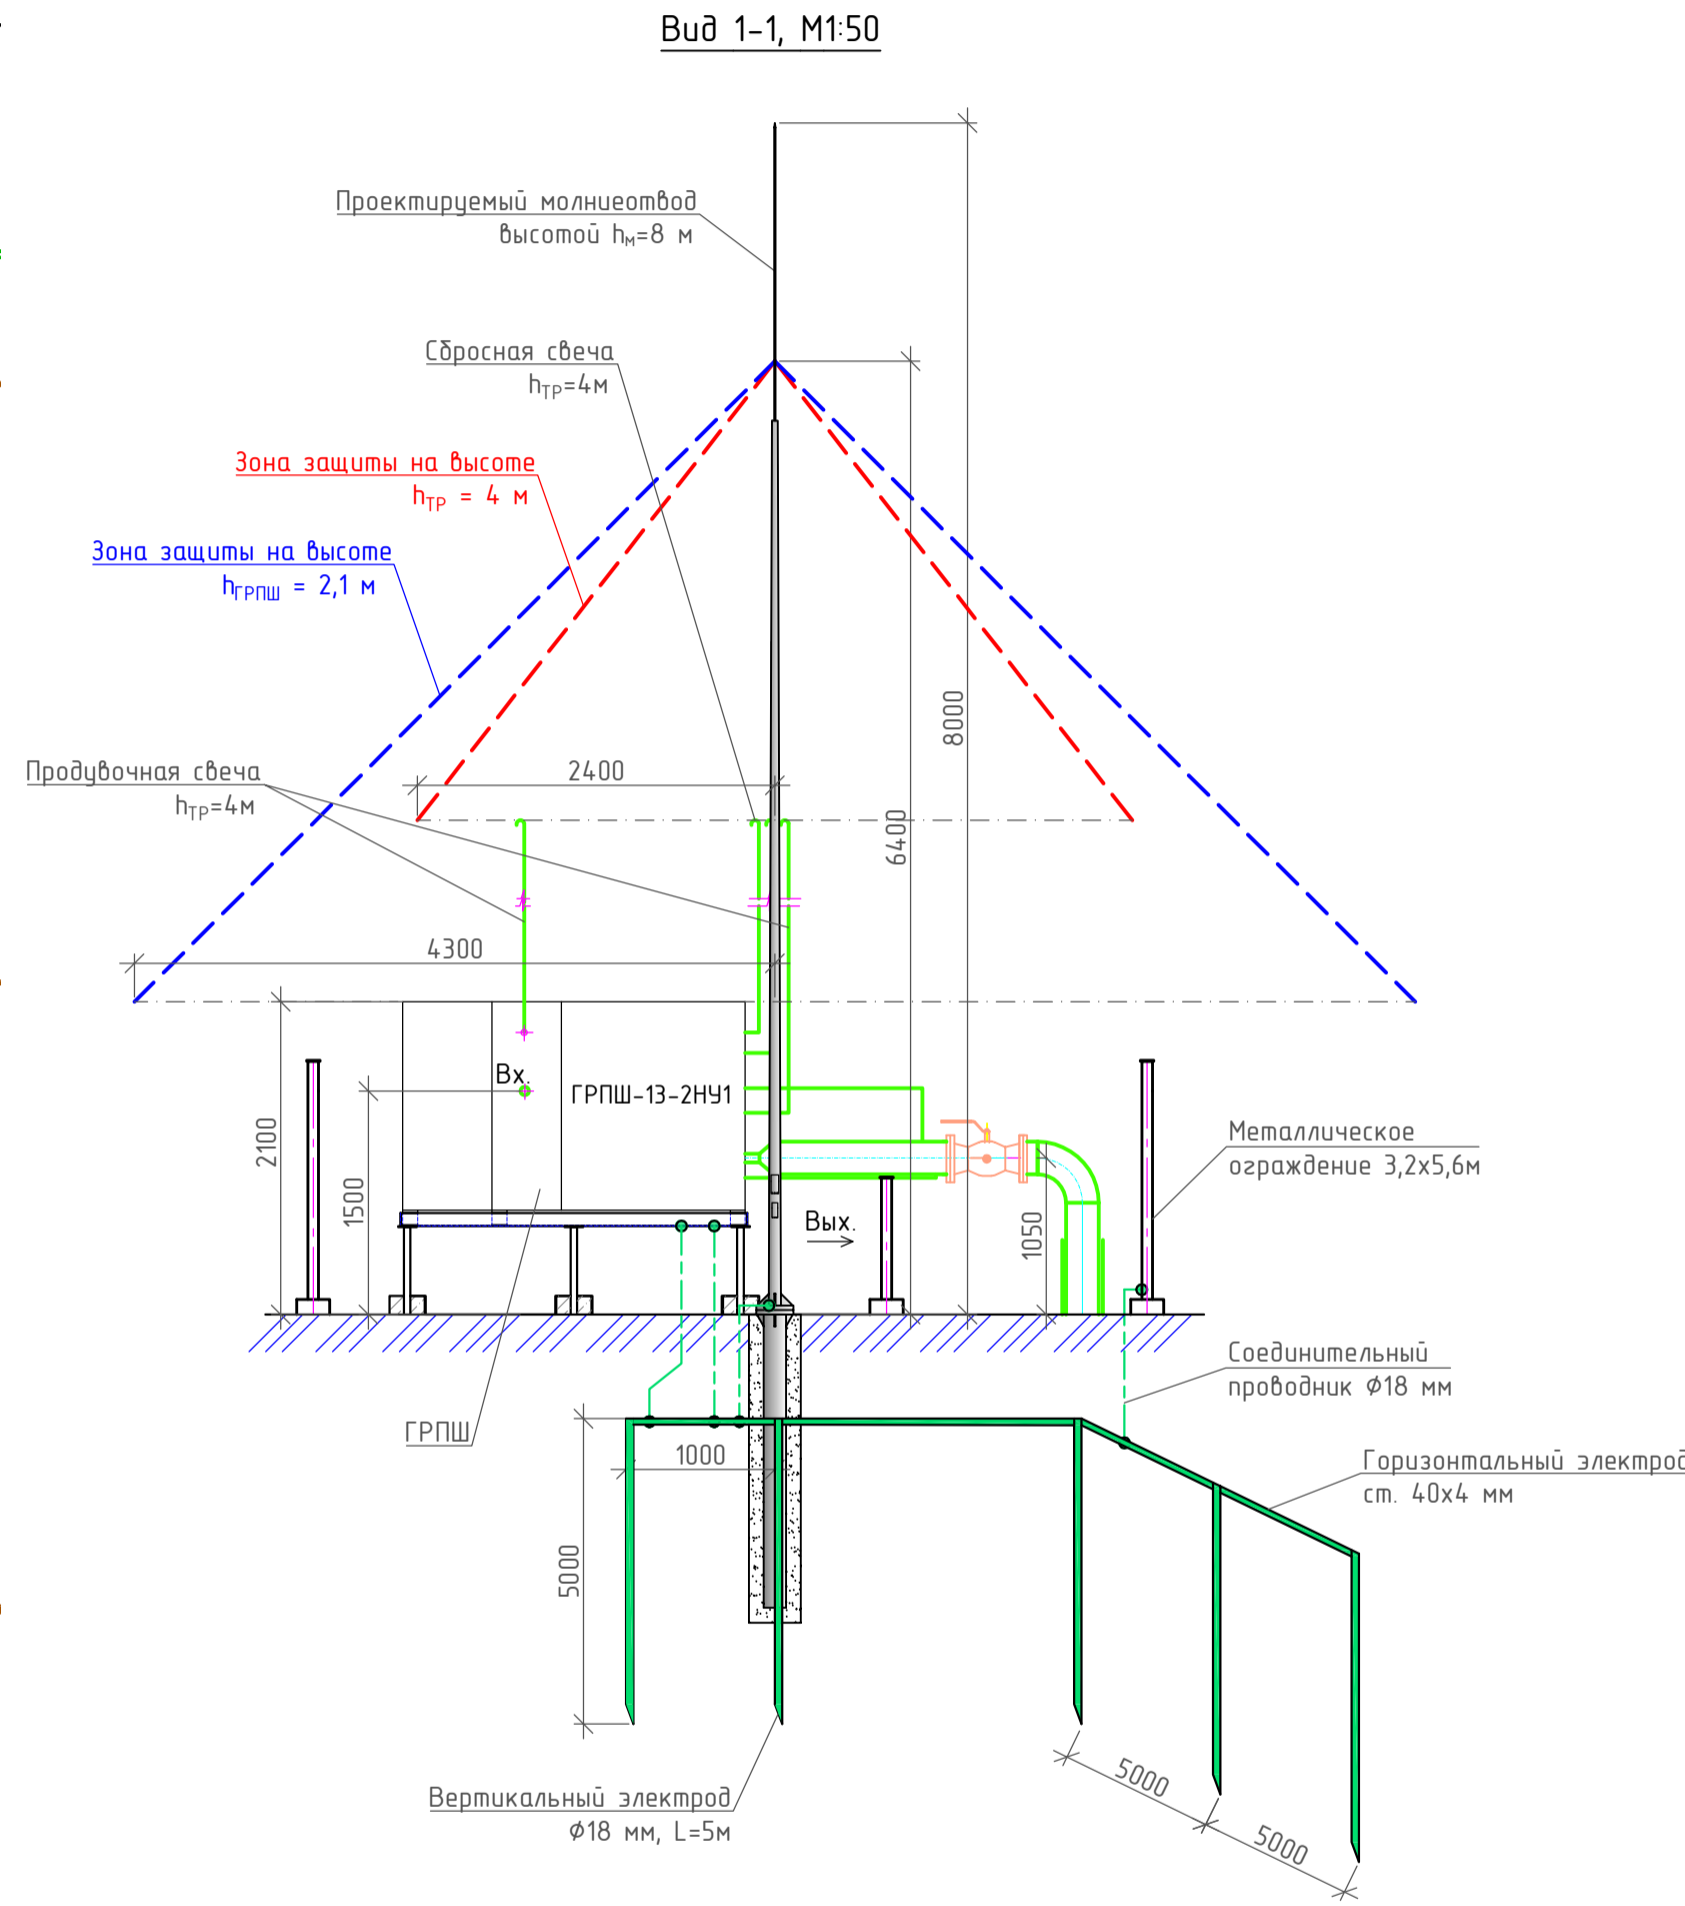 Вид 1-1, М1:50
Проектируемый молниеотвод
высотой hм=8 м
Сбросная свеча
hТР=4м
Зона защиты на высоте
hТР = 4 м
Зона защиты на высоте
hГРПШ = 2,1 м
8000
2400
Продувочная свеча
hТР=4м
6400
4300
Вх.
ГРПШ-13-2НУ1
2100
1500
Металлическое
ограждение 3,2х5,6м
Вых.
1050
Соединительный
проводник Ф18 мм
ГРПШ
1000
Горизонтальный электрод
ст. 40х4 мм
5000
5000
5000
Вертикальный электрод
Ф18 мм, L=5м